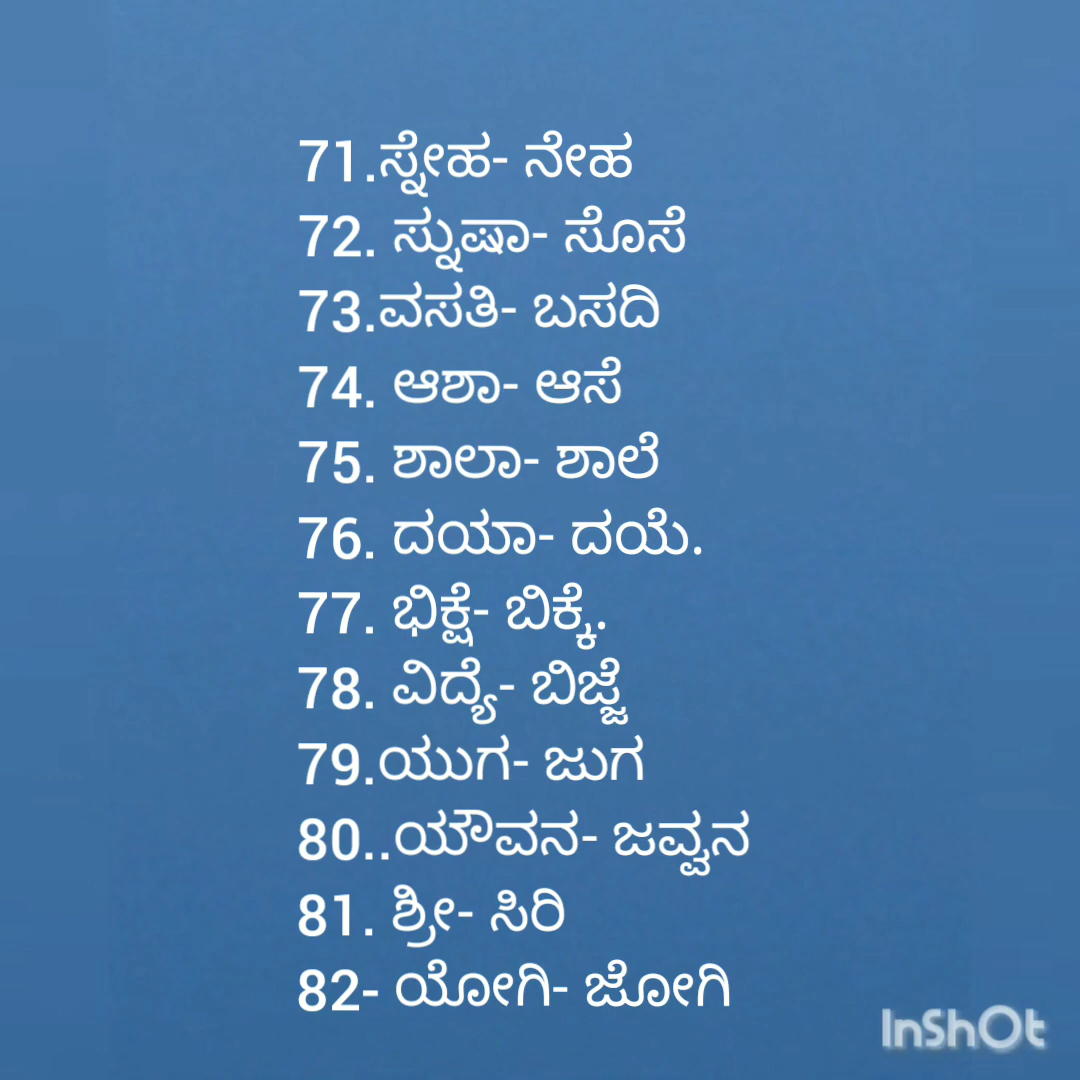 71.ಸ್ನೇಹ- ನೇಹ
72. ಸ್ನುಷಾ- ಸೊಸೆ
73.ವಸತಿ- ಬಸದಿ
74. ಆಶಾ- ಆಸೆ
75. ಶಾಲಾ- ಶಾಲೆ
76. ದಯಾ- ದಯೆ.
77. ಭಿಕ್ಷೆ- ಬಿಕ್ಕೆ.
78. ವಿದ್ಯೆ- ಬಿಜ್ಜೆ
79.ಯುಗ- ಜುಗ
80..ಯೌವನ- ಜವ್ವನ
81. ಶ್ರೀ- ಸಿರಿ
82- ಯೋಗಿ- ಜೋಗಿ
InShOt